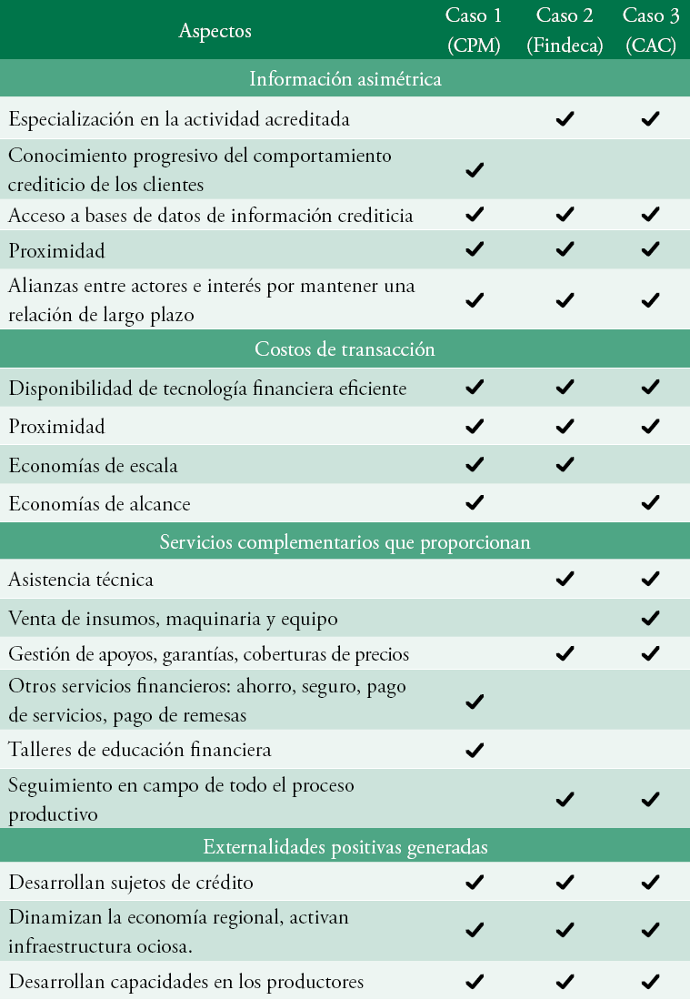 Aspectos Caso 1 Caso 2 Caso 3
(CPM) (Findeca) (CAC)
Información asimétrica
Especialización en la actividad acreditada ✔ ✔
Conocimiento progresivo del comportamiento
crediticio de los clientes ✔
Acceso a bases de datos de información crediticia ✔ ✔ ✔
Proximidad ✔ ✔ ✔
Alianzas entre actores e interés por mantener una
relación de largo plazo ✔ ✔ ✔
Costos de transacción
Disponibilidad de tecnología financiera eficiente ✔ ✔ ✔
Proximidad ✔ ✔ ✔
Economías de escala ✔ ✔
Economías de alcance ✔ ✔
Servicios complementarios que proporcionan
Asistencia técnica ✔ ✔
Venta de insumos, maquinaria y equipo ✔
Gestión de apoyos, garantías, coberturas de precios ✔ ✔
Otros servicios financieros: ahorro, seguro, pago
de servicios, pago de remesas ✔
Talleres de educación financiera ✔
Seguimiento en campo de todo el proceso
productivo ✔ ✔
Externalidades positivas generadas
Desarrollan sujetos de crédito ✔ ✔ ✔
Dinamizan la economía regional, activan
infraestructura ociosa. ✔ ✔ ✔
Desarrollan capacidades en los productores ✔ ✔ ✔